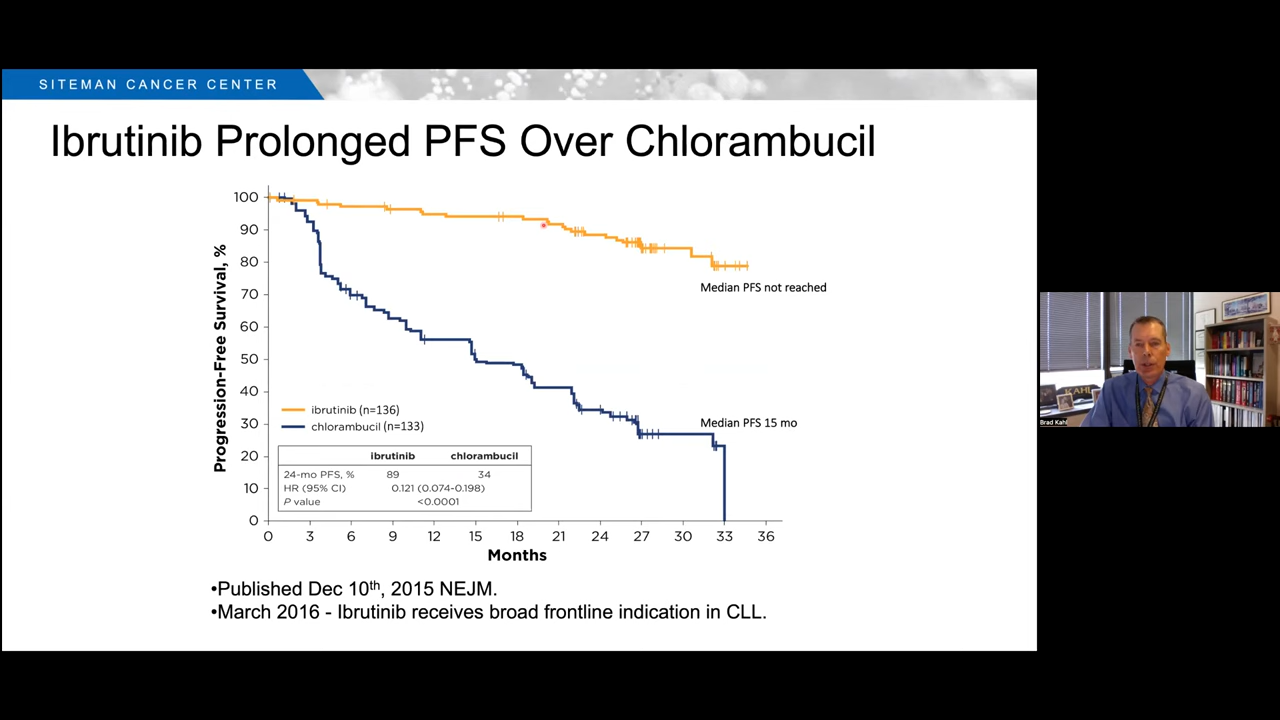 SITEMAN CANCER CENTER
Ibrutinib Prolonged PFS Over Chlorambucil
Progression-Free Survival, %
100
90
80
70
60
50
40
30
20
10
0
Median PFS not reached
Median PFS 15 mo
ibrutinib (n=136)
chlorambucil (n=133)
ibrutinib chlorambucil
24-mo PFS, % 89 34
HR (95% CI) 0.121 (0.074-0.198)
P value <0.0001
0 3 6 9 12 15 18 21 24 27 30 33 36
Months
•Published Dec 10th, 2015 NEJM.
•March 2016 - Ibrutinib receives broad frontline indication in CLL.
KAHL
Brad Kahl